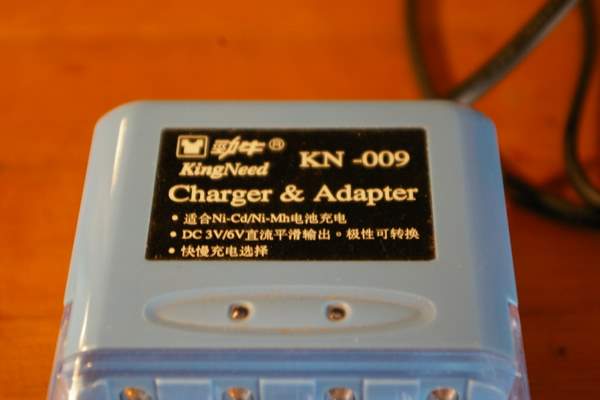 劲牛® KN -009
KingNeed
Charger & Adapter
• 适合Ni-Cd/Ni-Mh电池充电
• DC 3V/6V直流平滑输出。极性可转换
• 快慢充电选择